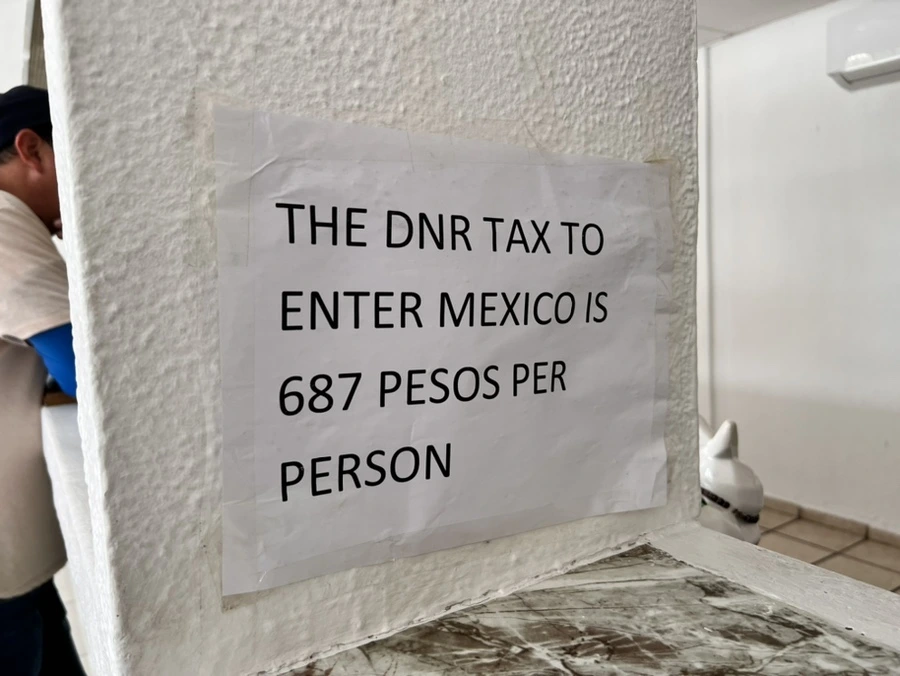 THE DNR TAX TO
ENTER MEXICO IS
687 PESOS PER
PERSON